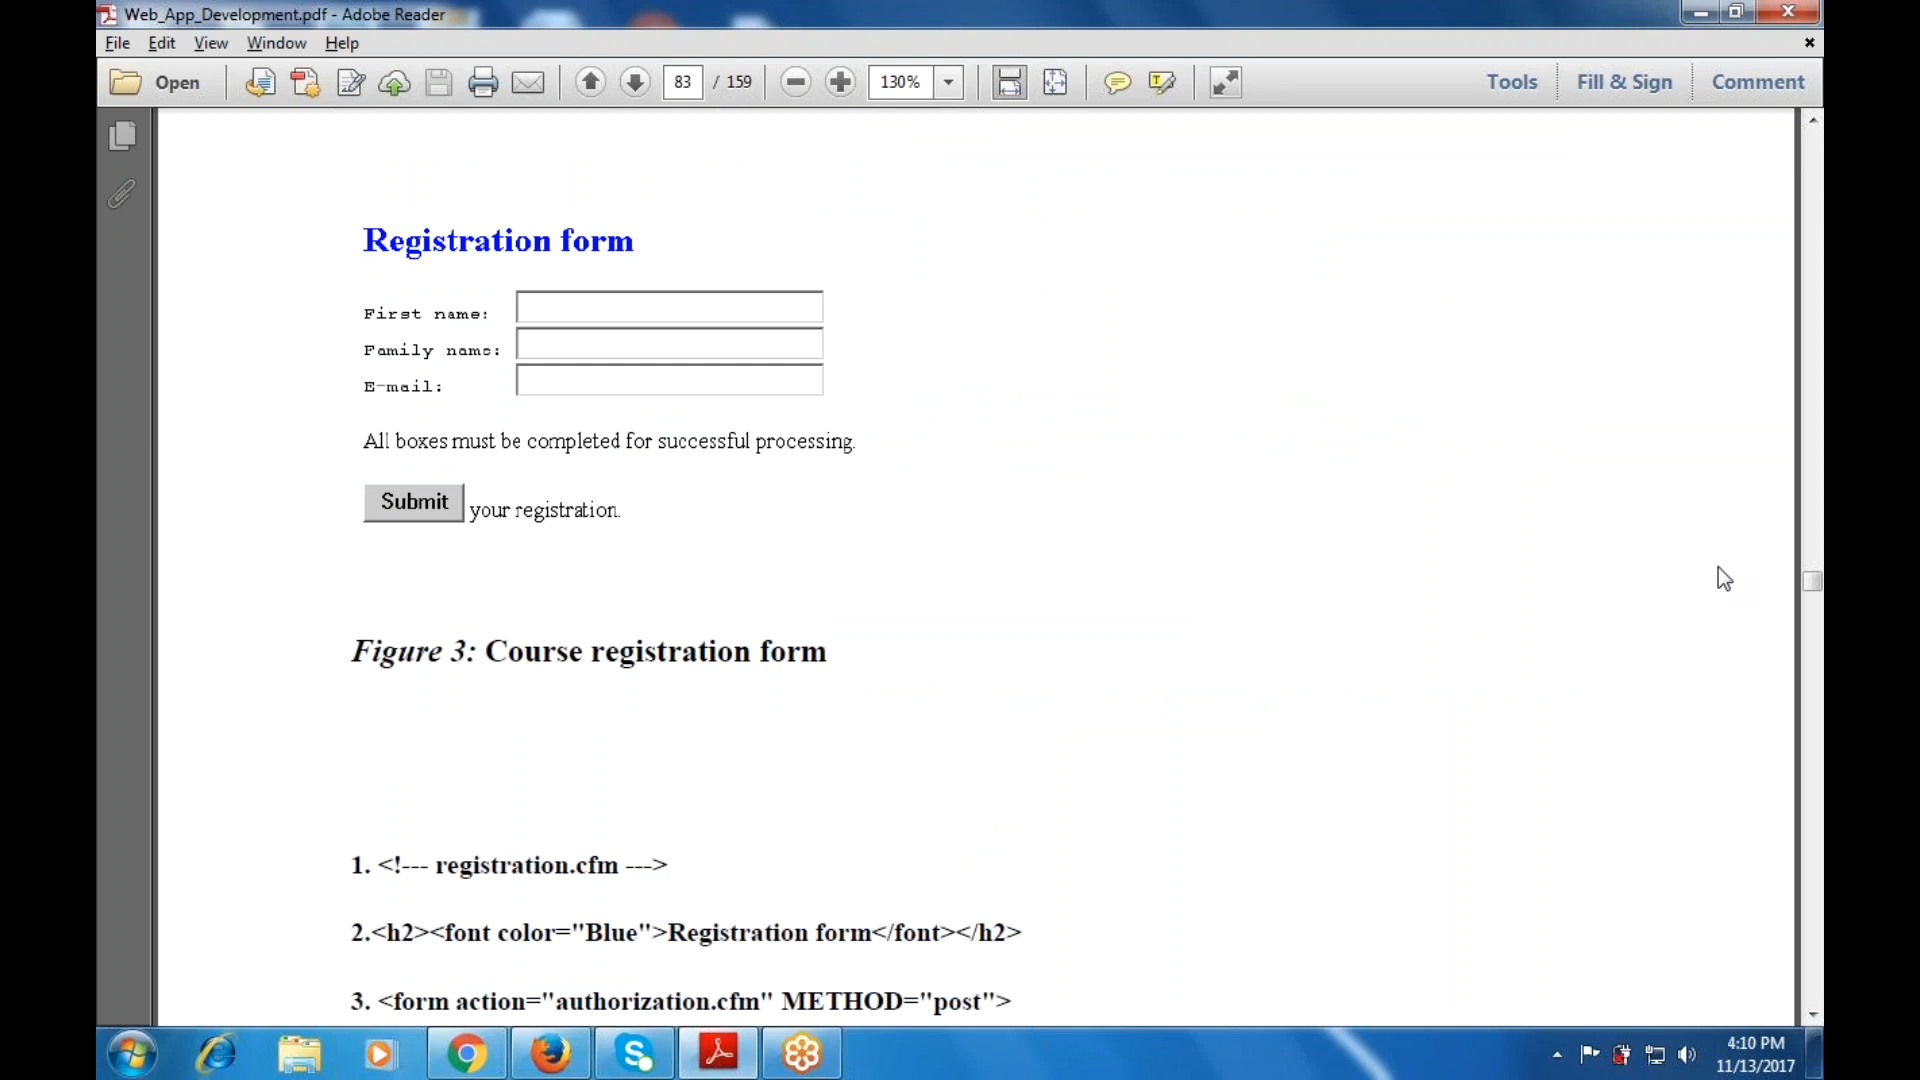 Web_App_Development.pdf - Adobe Reader
File Edit View Window Help
Open 83 / 159 130% Tools Fill & Sign Comment
Registration form
First name:
Family name:
E-mail:
All boxes must be completed for successful processing.
Submit your registration.
Figure 3: Course registration form
1. <!--- registration.cfm --->
2.<h2><font color="Blue">Registration form</font></h2>
3. <form action="authorization.cfm" METHOD="post">
4:10 PM
11/13/2017